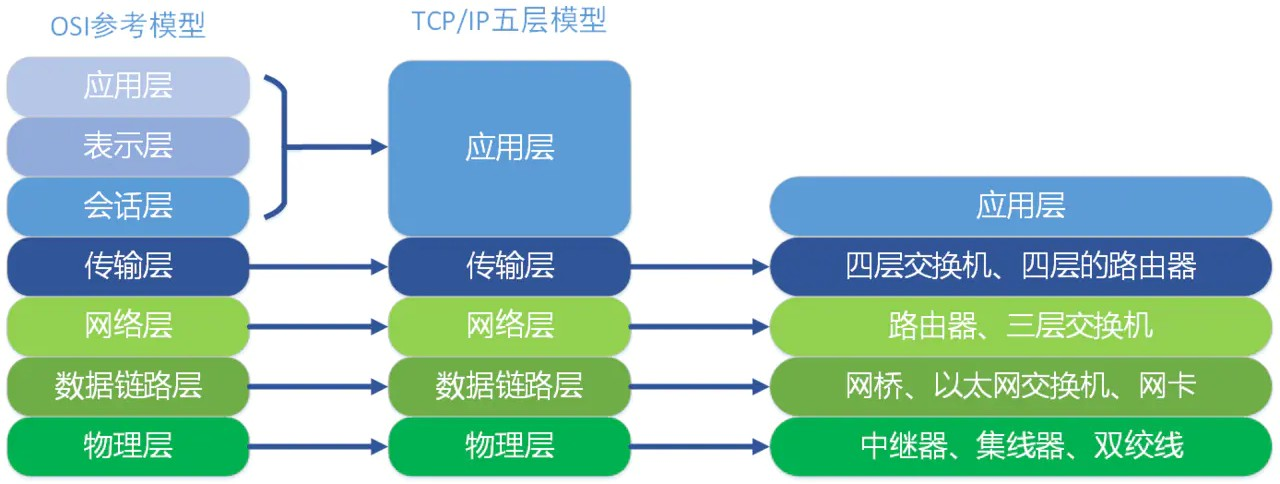 OSI参考模型
应用层
表示层
会话层
传输层
网络层
数据链路层
物理层
TCP/IP五层模型
应用层
传输层
网络层
数据链路层
物理层
应用层
四层交换机、四层的路由器
路由器、三层交换机
网桥、以太网交换机、网卡
中继器、集线器、双绞线